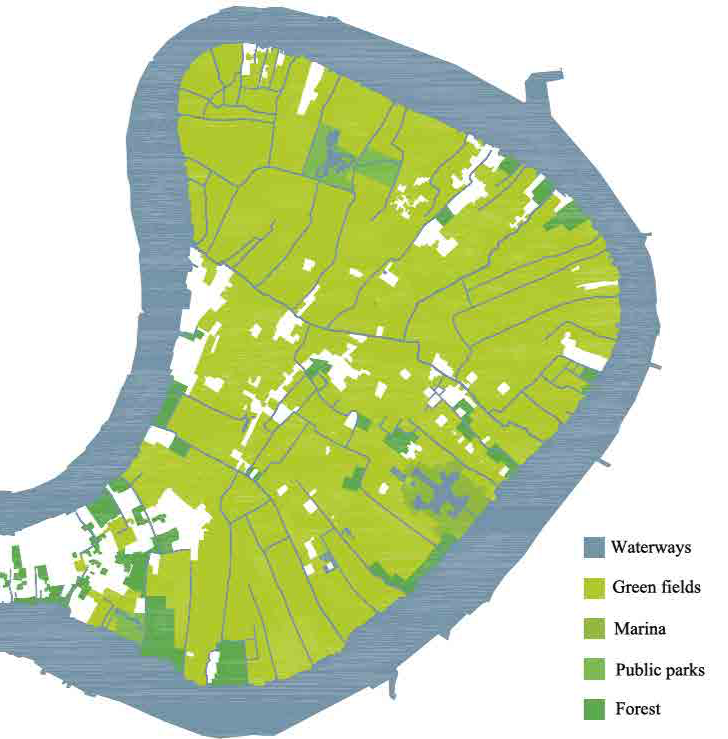 Waterways
Green fields
Marina
Public parks
Forest